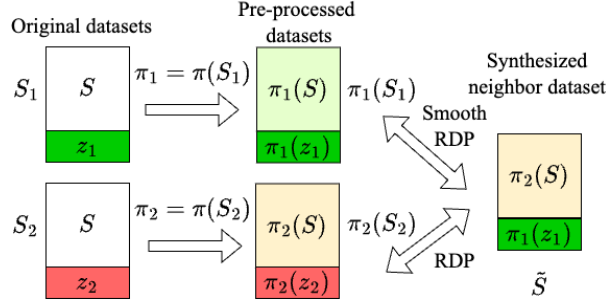 Original datasets
Pre-processed
datasets
Synthesized
neighbor dataset
S₁
S
z₁
π₁ = π(S₁)
π₁(S)
π₁(z₁)
π₁(S₁)
Smooth
RDP
S₂
S
z₂
π₂ = π(S₂)
π₂(S)
π₂(z₂)
π₂(S₂)
RDP
π₂(S)
π₁(z₁)
S̃